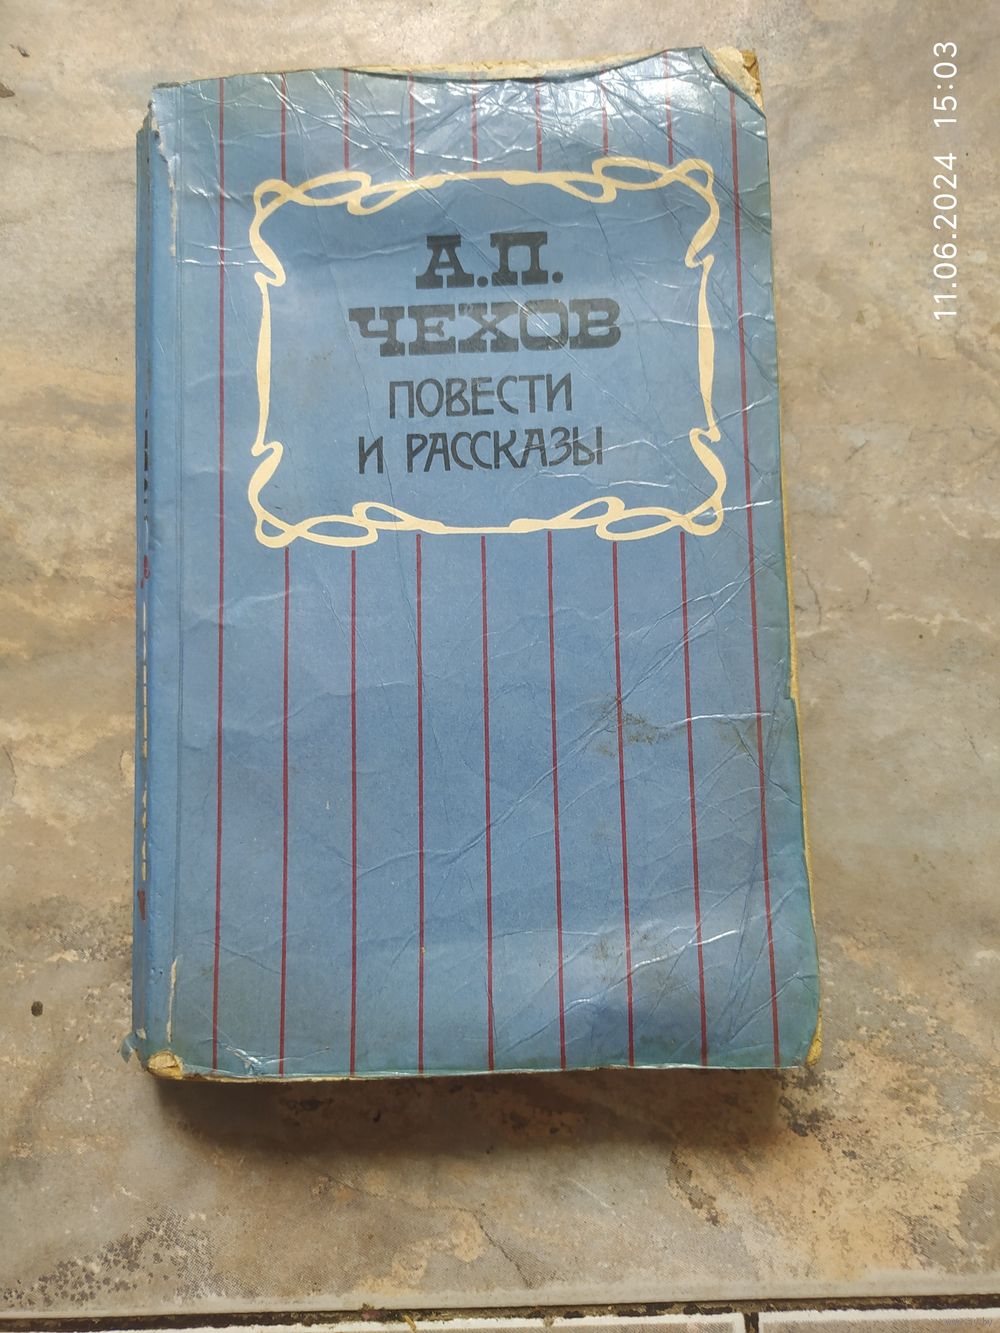 А.П.
ЧЕХОВ
ПОВЕСТИ
И РАССКАЗЫ
11.06.2024 15:03